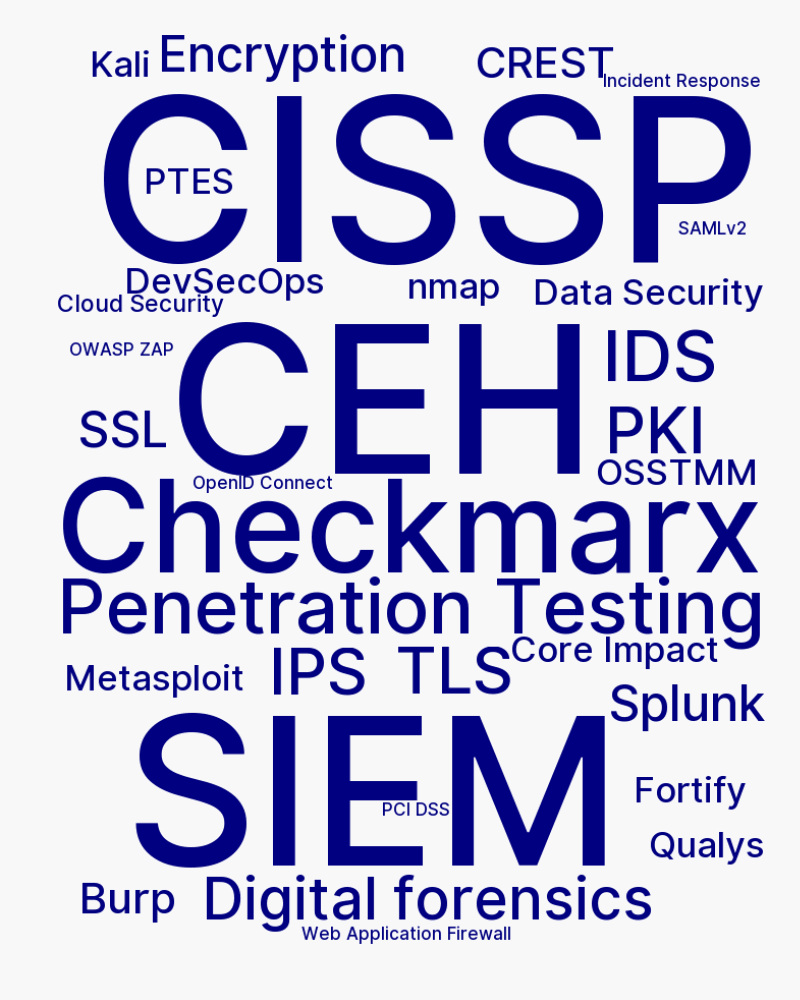 Kali
Encryption
CREST
Incident Response
CISSP
PTES
SAMLv2
DevSecOps
nmap
Data Security
Cloud Security
OWASP ZAP
CEH
IDS
SSL
PKI
OSSTMM
OpenID Connect
Checkmarx
Penetration Testing
Core Impact
Metasploit
IPS
TLS
Splunk
SIEM
PCI DSS
Fortify
Qualys
Burp
Digital forensics
Web Application Firewall